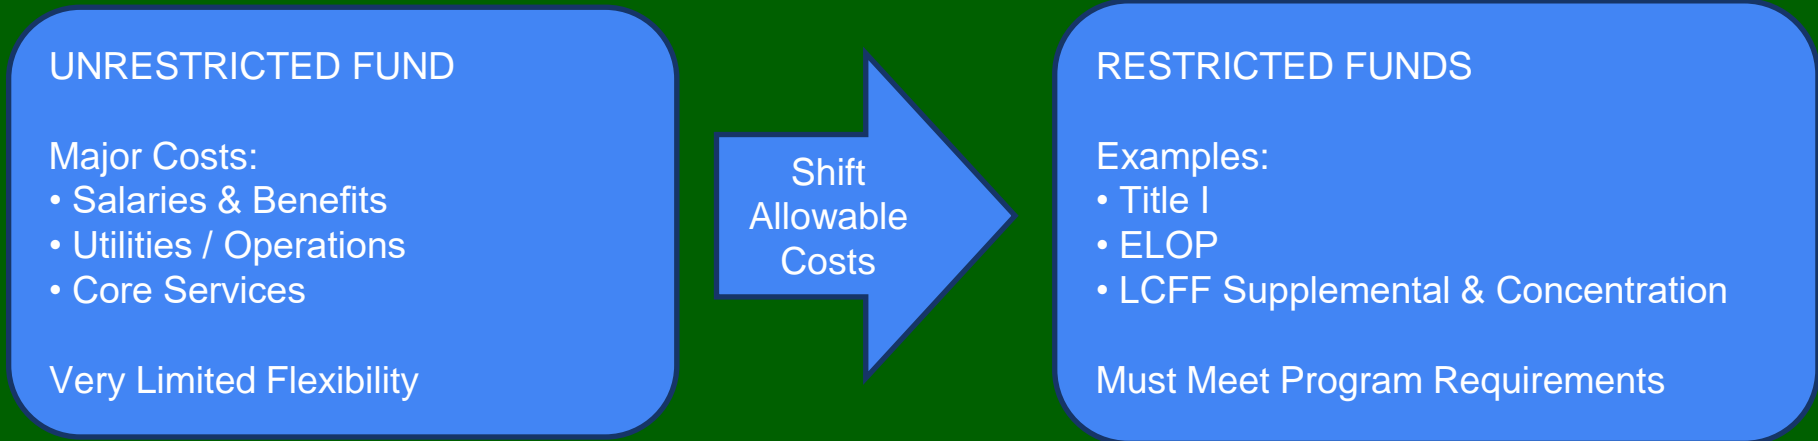 UNRESTRICTED FUND
Major Costs:
• Salaries & Benefits
• Utilities / Operations
• Core Services
Very Limited Flexibility
Shift
Allowable
Costs
RESTRICTED FUNDS
Examples:
• Title I
• ELOP
• LCFF Supplemental & Concentration
Must Meet Program Requirements